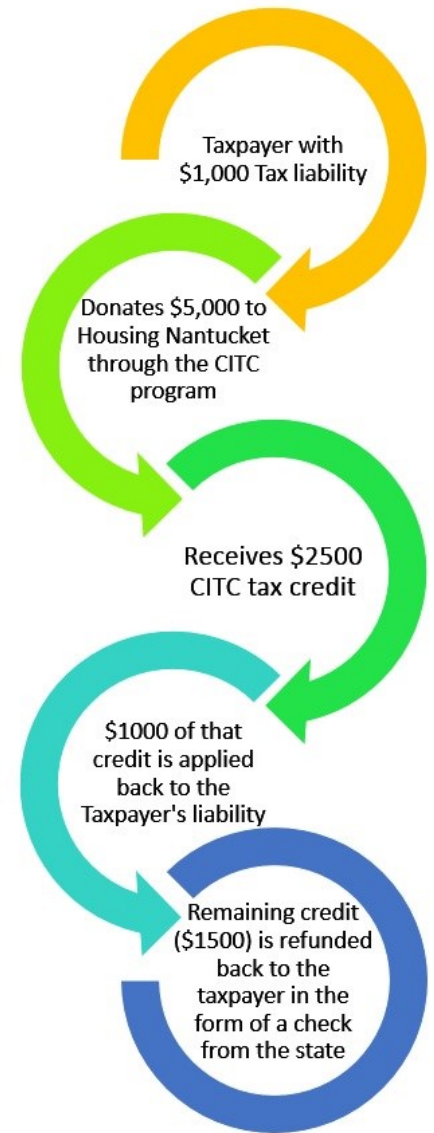 Taxpayer with
$1,000 Tax liability
Donates $5,000 to
Housing Nantucket
through the CITC
program
Receives $2500
CITC tax credit
$1000 of that
credit is applied
back to the
Taxpayer's liability
Remaining credit
($1500) is refunded
back to the
taxpayer in the
form of a check
from the state